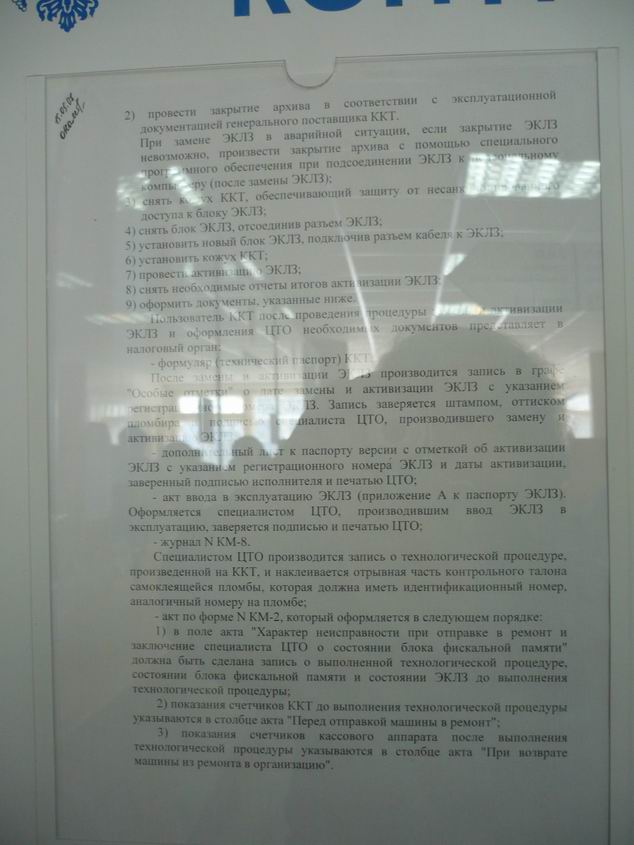 2) провести закрытие архива в соответствии с эксплуатационной
документацией генерального поставщика ККТ.
При замене ЭКЛЗ в аварийной ситуации, если закрытие ЭКЛЗ
невозможно, произвести закрытие архива с помощью специального
программного обеспечения при подсоединении ЭКЛЗ к
компьютеру (после замены ЭКЛЗ);
3) снять кожух ККТ, обеспечивающий защиту от
доступа к блоку ЭКЛЗ;
4) снять блок ЭКЛЗ, отсоединив разъем ЭКЛЗ;
5) установить новый блок ЭКЛЗ, подключив разъем кабеля к ЭКЛЗ;
6) установить кожух ККТ;
7) провести активизацию ЭКЛЗ;
8) снять необходимые отчеты итогов активизации ЭКЛЗ;
9) оформить документы, указанные ниже.
Пользователь ККТ после проведения процедуры активизации
ЭКЛЗ и оформления ЦТО необходимых документов представляет в
налоговый орган:
- формуляр (технический паспорт) ККТ.
После замены и активизации ЭКЛЗ производится запись в графе
"Особые отметки" о дате замены и активизации ЭКЛЗ с указанием
ЭКЛЗ. Запись заверяется штампом, оттиском
пломбира и подписью специалиста ЦТО, производившего замену и
активизацию ЭКЛЗ
- дополнительный лист к паспорту версии с отметкой об активизации
ЭКЛЗ с указанием регистрационного номера ЭКЛЗ и даты активизации,
заверенный подписью исполнителя и печатью ЦТО;
- акт ввода в эксплуатацию ЭКЛЗ (приложение А к паспорту ЭКЛЗ).
Оформляется специалистом ЦТО, производившим ввод ЭКЛЗ в
эксплуатацию, заверяется подписью и печатью ЦТО;
- журнал N КМ-8.
Специалистом ЦТО производится запись о технологической процедуре,
произведенной на ККТ, и наклеивается отрывная часть контрольного талона
самоклеящейся пломбы, которая должна иметь идентификационный номер,
аналогичный номеру на пломбе;
- акт по форме N КМ-2, который оформляется в следующем порядке:
1) в поле акта "Характер неисправности при отправке в ремонт и
заключение специалиста ЦТО о состоянии блока фискальной памяти"
должна быть сделана запись о выполненной технологической процедуре,
состоянии блока фискальной памяти и состоянии ЭКЛЗ до выполнения
технологической процедуры;
2) показания счетчиков ККТ до выполнения технологической процедуры
указываются в столбце акта "Перед отправкой машины в ремонт";
3) показания счетчиков кассового аппарата после выполнения
технологической процедуры указываются в столбце акта "При возврате
машины из ремонта в организацию".